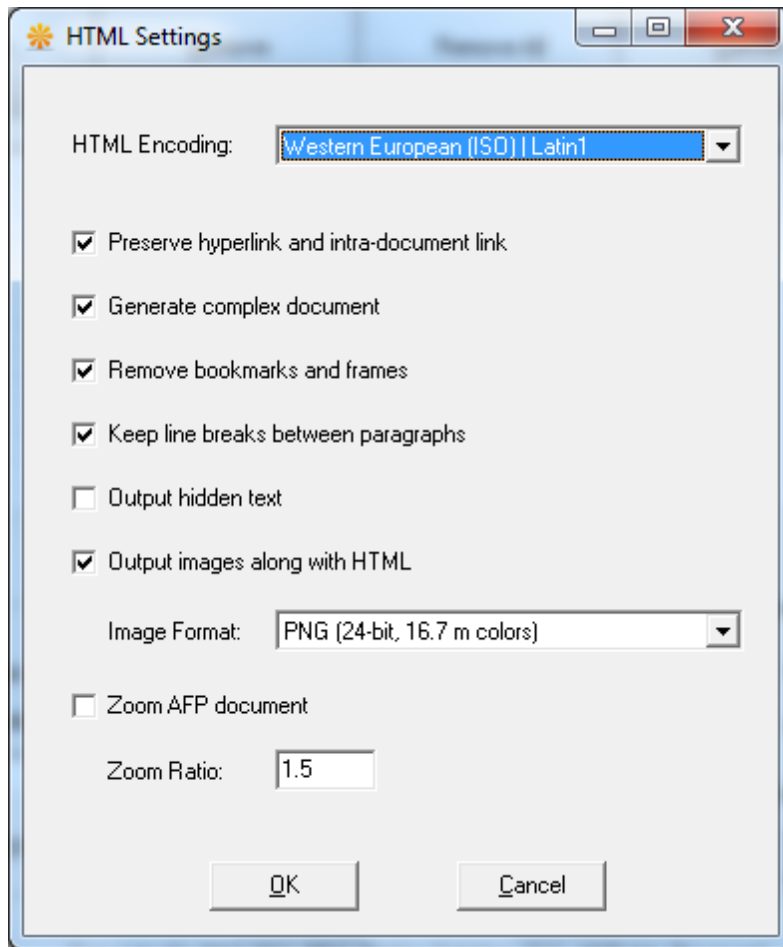 HTML Settings
HTML Encoding: Western European (ISO) | Latin1
Preserve hyperlink and intra-document link
Generate complex document
Remove bookmarks and frames
Keep line breaks between paragraphs
Output hidden text
Output images along with HTML
Image Format: PNG (24-bit, 16.7 m colors)
Zoom AFP document
Zoom Ratio: 1.5
OK Cancel